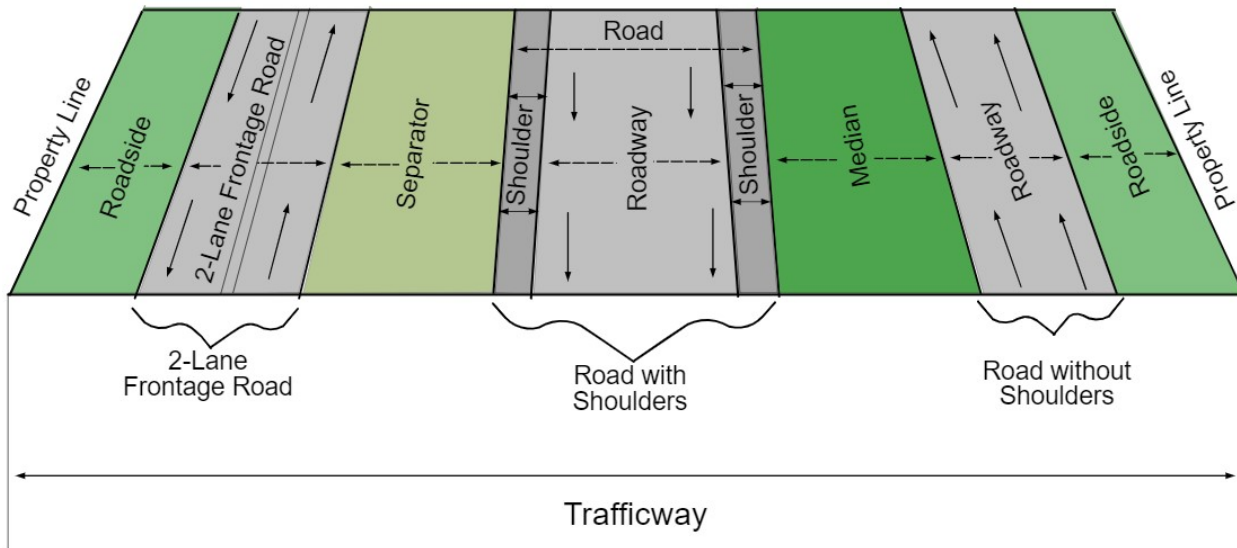 Road
Property Line
Roadside
2-Lane Frontage Road
Separator
Shoulder
Roadway
Shoulder
Median
Roadway
Roadside
Property Line
2-Lane
Frontage Road
Road with
Shoulders
Road without
Shoulders
Trafficway